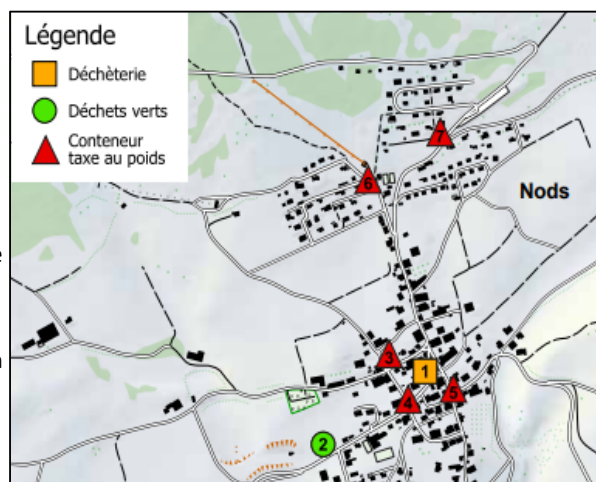 Légende
Déchèterie
Déchets verts
Conteneur
taxe au poids
7
6
Nods
e
3
1
n
4
5
2